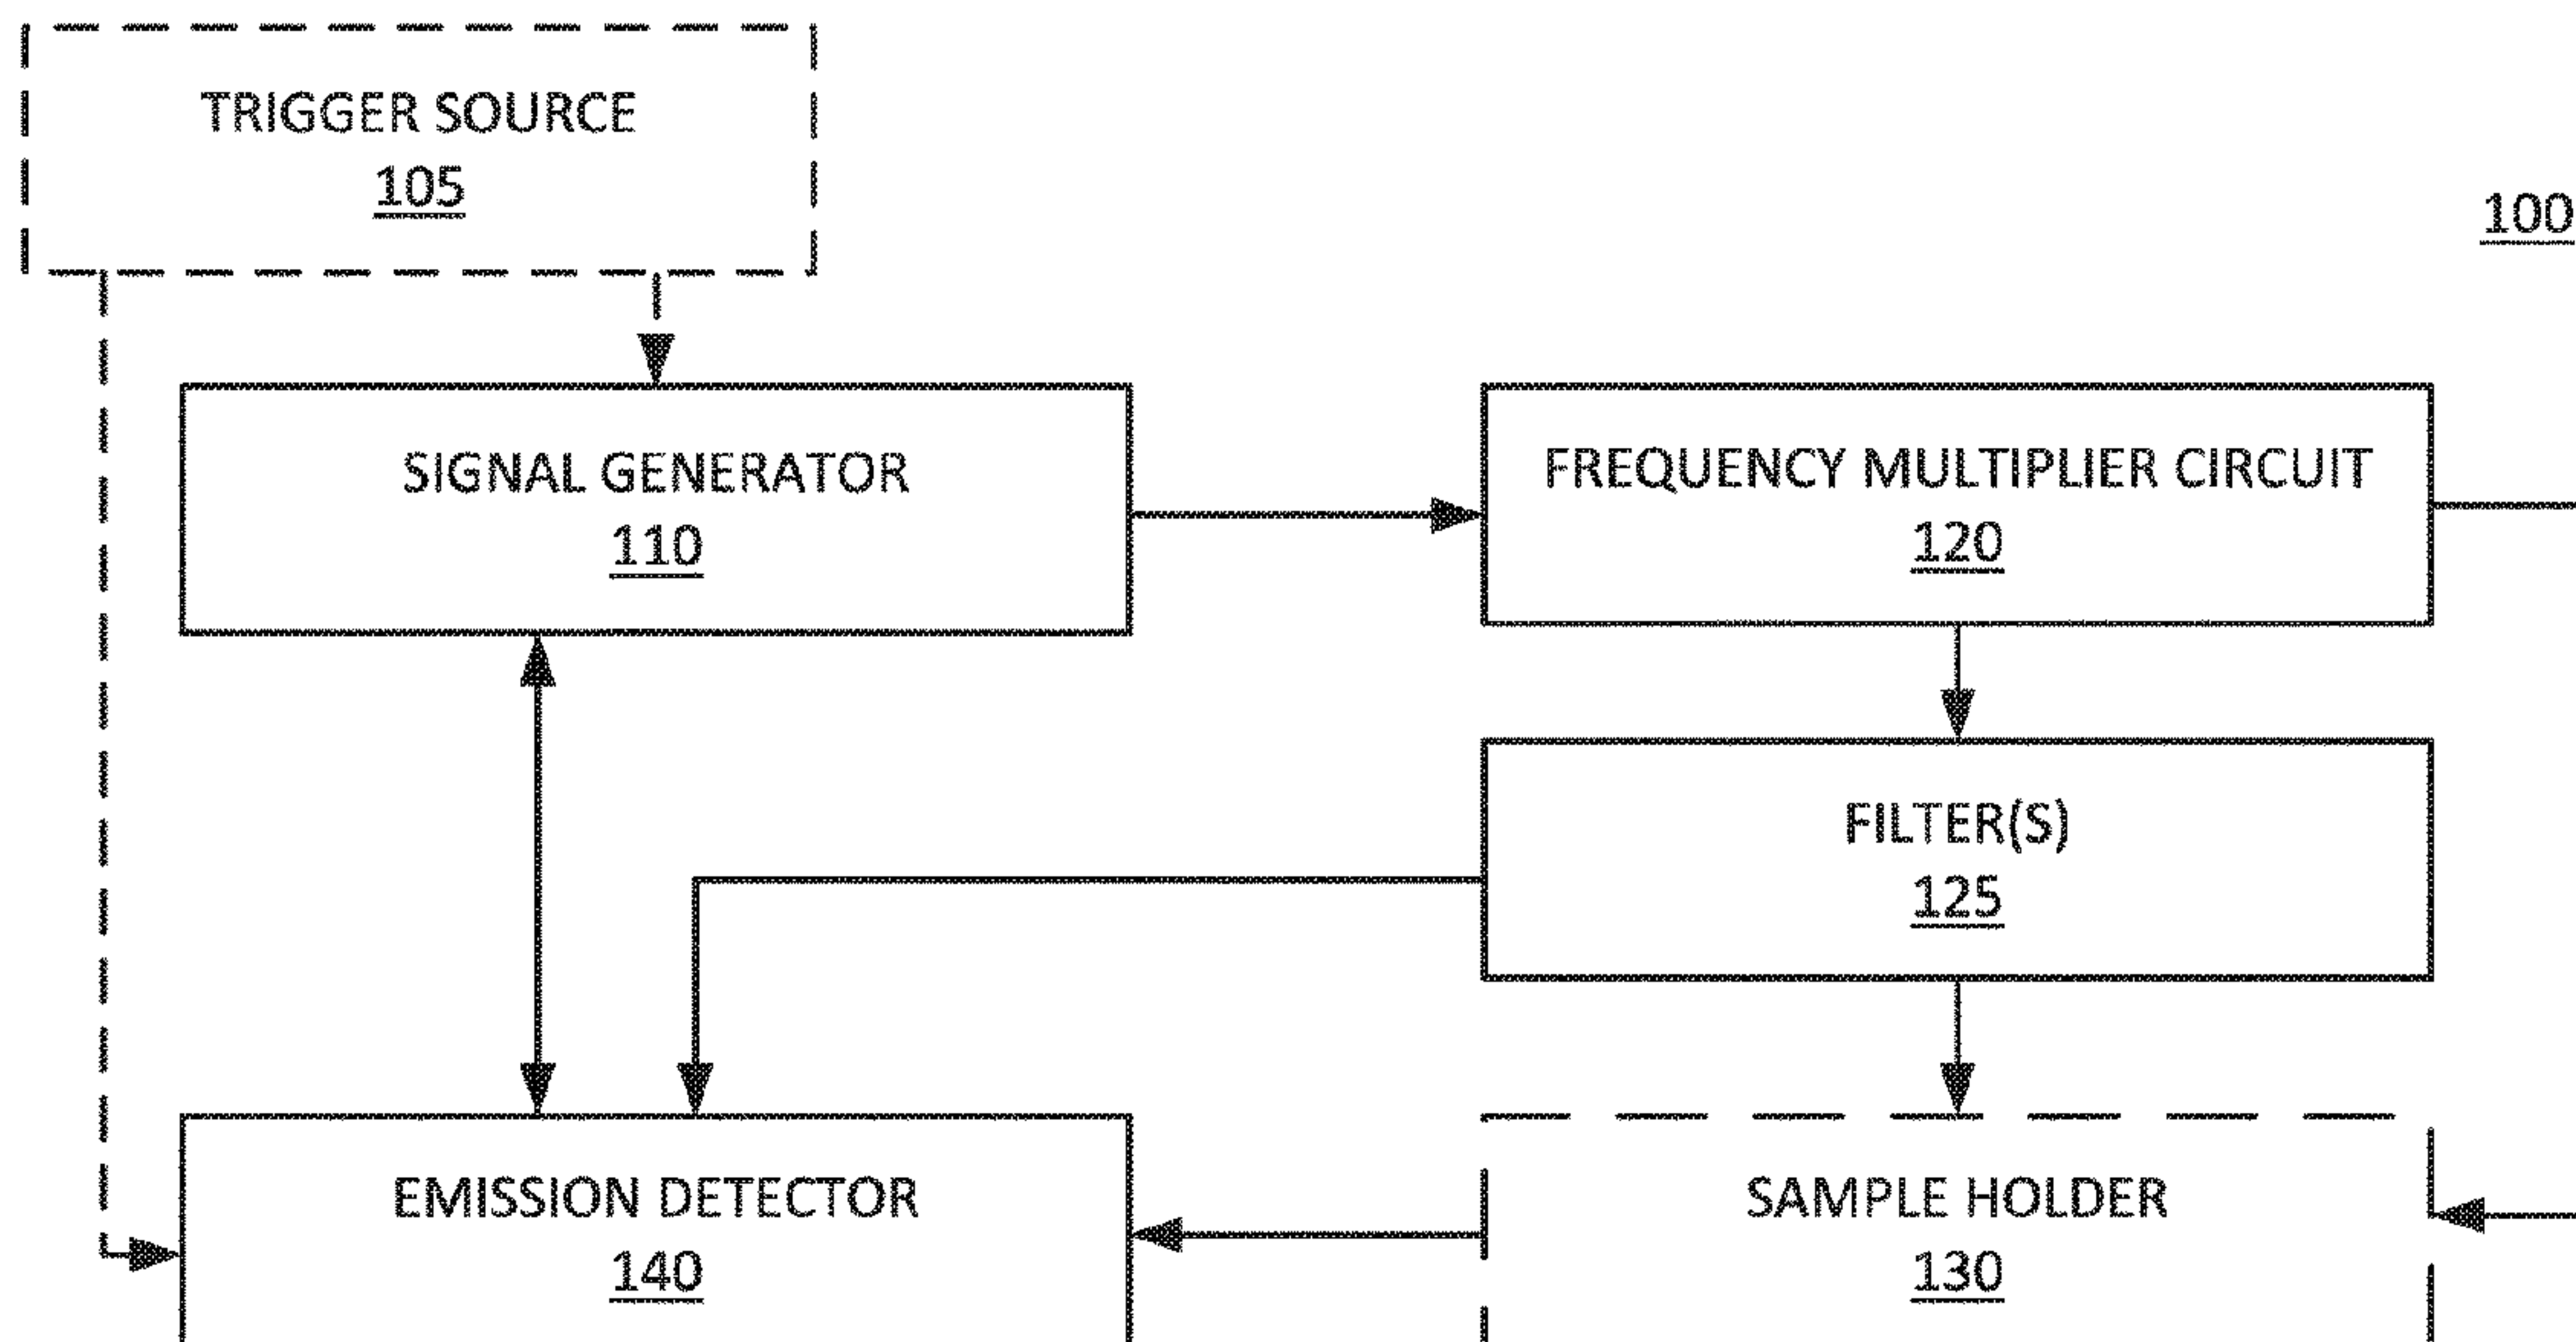 TRIGGER SOURCE
105
100
SIGNAL GENERATOR
110
FREQUENCY MULTIPLIER CIRCUIT
120
FILTER(S)
125
EMISSION DETECTOR
140
SAMPLE HOLDER
130